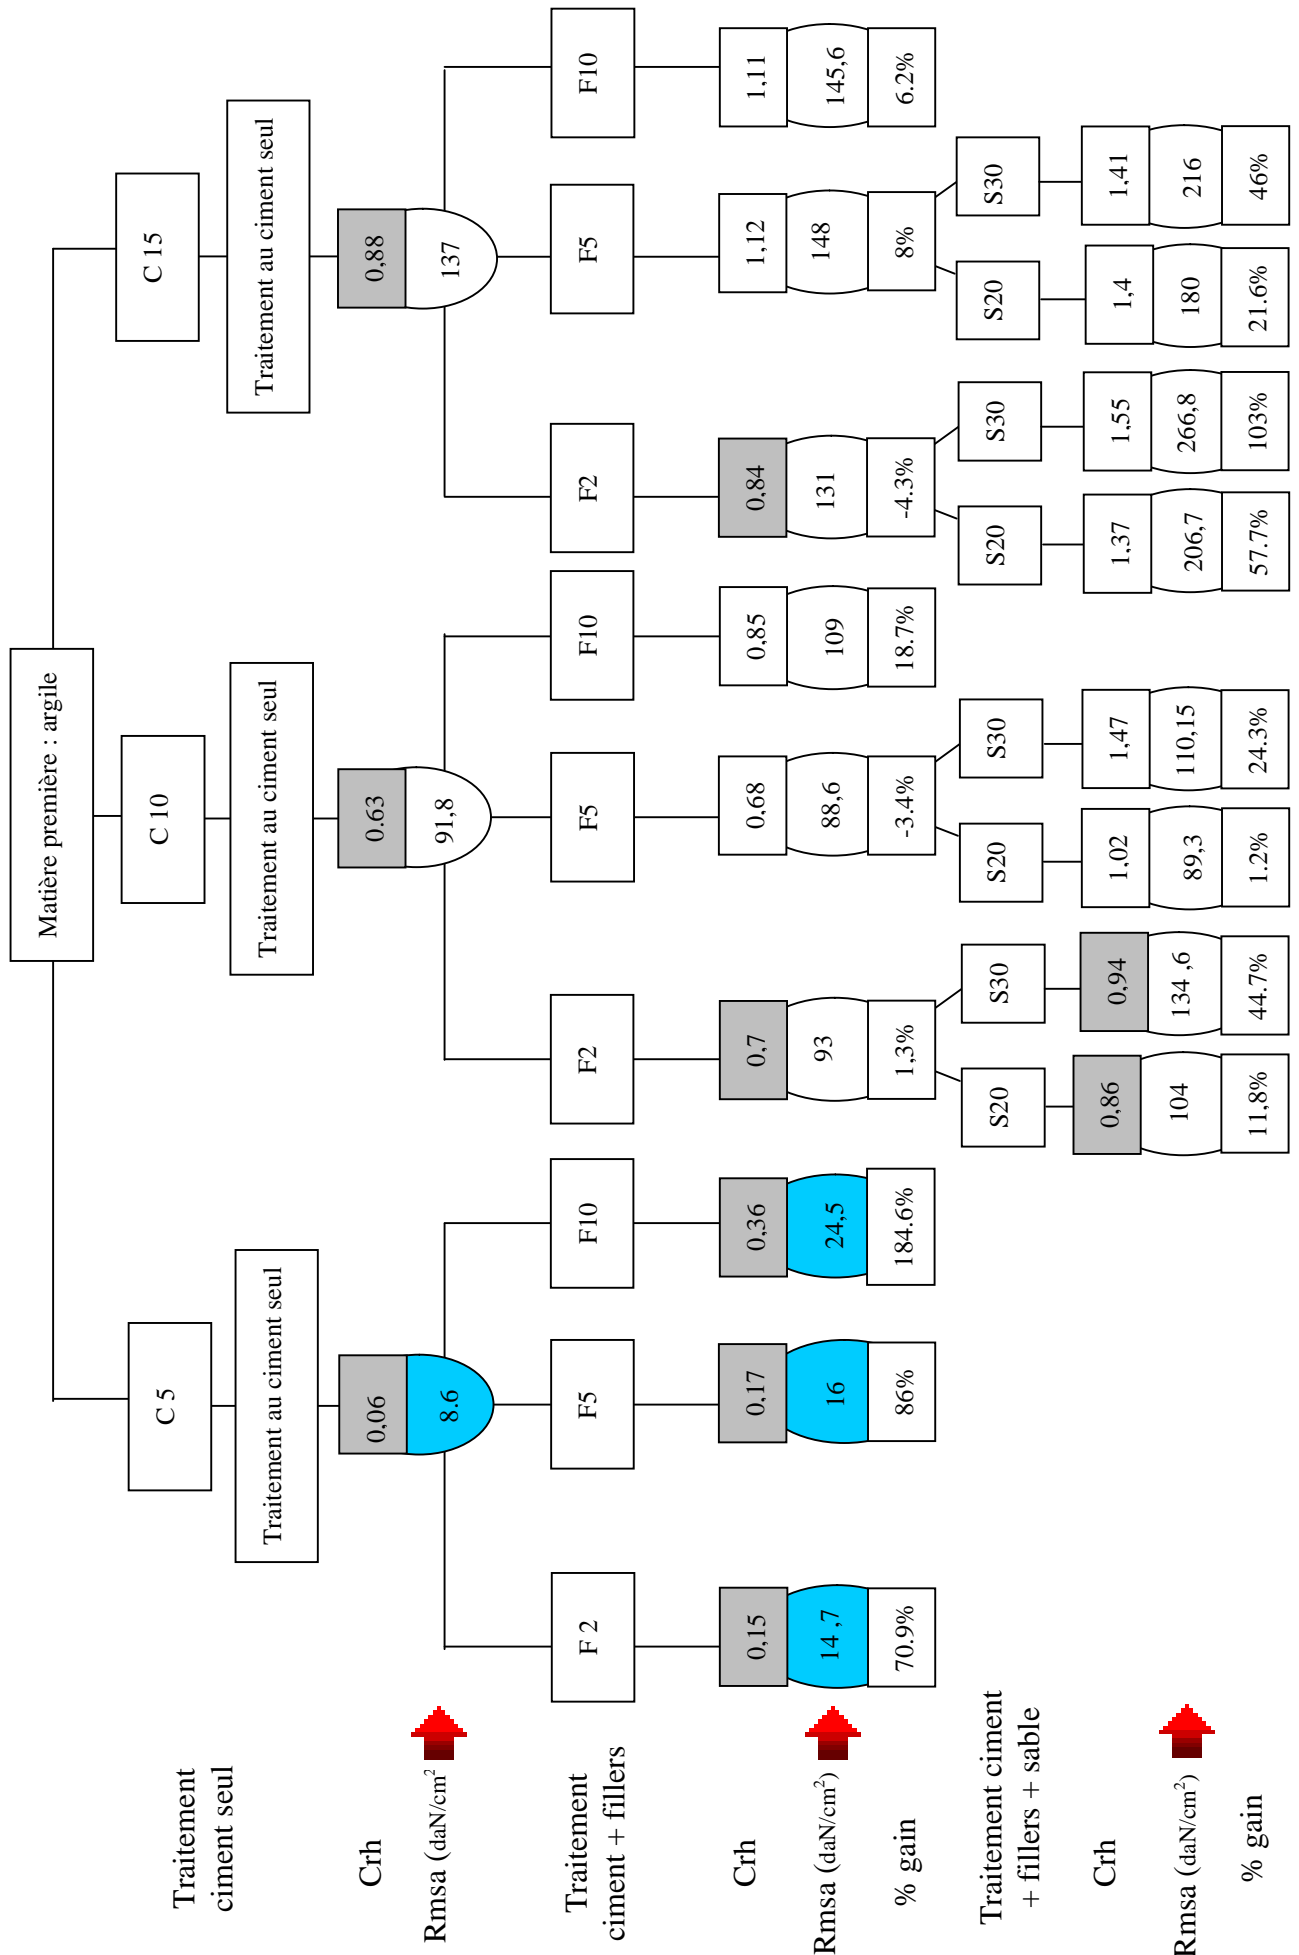 Matière première : argile
Traitement
ciment seul
C 5
C 10
C 15
Traitement au ciment seul
Traitement au ciment seul
Traitement au ciment seul
Crh
0,06
0.63
0,88
Rmsa (daN/cm²
8.6
91,8
137
Traitement
ciment + fillers
F 2
F5
F10
F2
F5
F10
F2
F5
F10
Crh
0,15
0,17
0,36
0,7
0,68
0,85
0,84
1,12
1,11
Rmsa (daN/cm²)
14 ,7
16
24,5
93
88,6
109
131
148
145,6
% gain
70.9%
86%
184.6%
1,3%
-3.4%
18.7%
-4.3%
8%
6.2%
Traitement ciment
+ fillers + sable
S20
S30
S20
S30
S20
S30
S20
S30
Crh
0,86
0,94
1,02
1,47
1,37
1,55
1,4
1,41
Rmsa (daN/cm²)
104
134 ,6
89,3
110,15
206,7
266,8
180
216
% gain
11,8%
44.7%
1.2%
24.3%
57.7%
103%
21.6%
46%